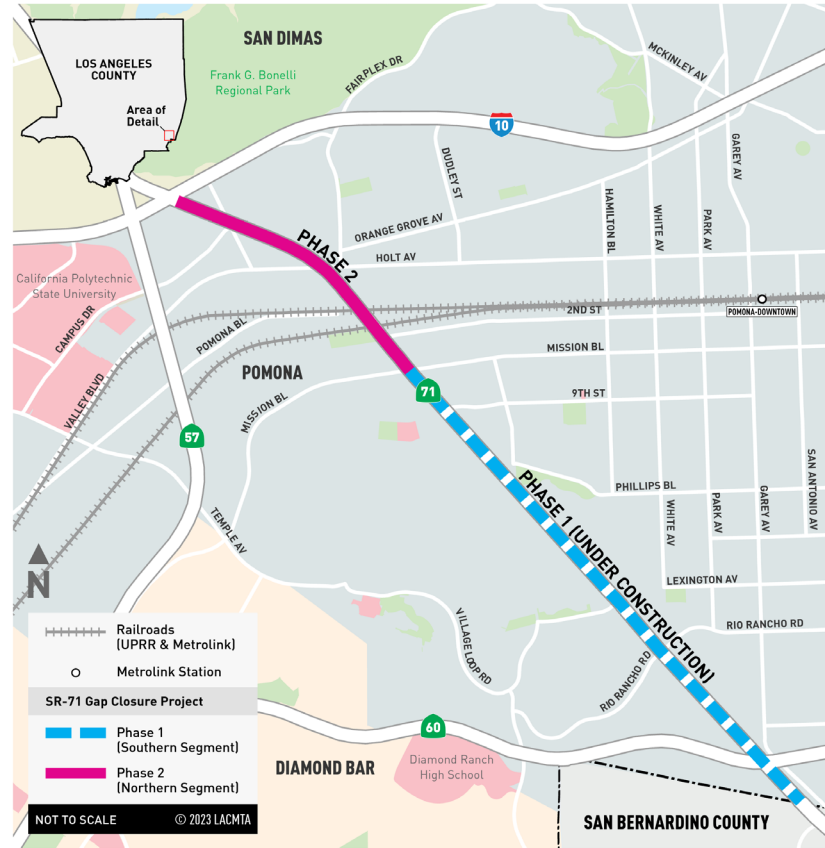 SAN DIMAS
Frank G. Bonelli
Regional Park
LOS ANGELES
COUNTY
Area of
Detail
FAIRPLEX DR
MCKINLEY AV
10
GAREY AV
DUDLEY ST
HAMILTON BL
WHITE AV
PARK AV
ORANGE GROVE AV
PHASE 2
HOLT AV
California Polytechnic
State University
CAMPUS DR
POMONA BL
2ND ST
POMONA-DOWNTOWN
MISSION BL
POMONA
VALLEY BLVD
MISSION BL
71
9TH ST
57
PHASE 1 (UNDER CONSTRUCTION)
PHILLIPS BL
SAN ANTONIO AV
WHITE AV
PARK AV
GAREY AV
TEMPLE AV
N
LEXINGTON AV
VILLAGE LOOP RD
RIO RANCHO RD
RIO RANCHO RD
Railroads
(UPRR & Metrolink)
Metrolink Station
SR-71 Gap Closure Project
Phase 1
(Southern Segment)
Phase 2
(Northern Segment)
NOT TO SCALE © 2023 LACMTA
60
DIAMOND BAR
Diamond Ranch
High School
SAN BERNARDINO COUNTY